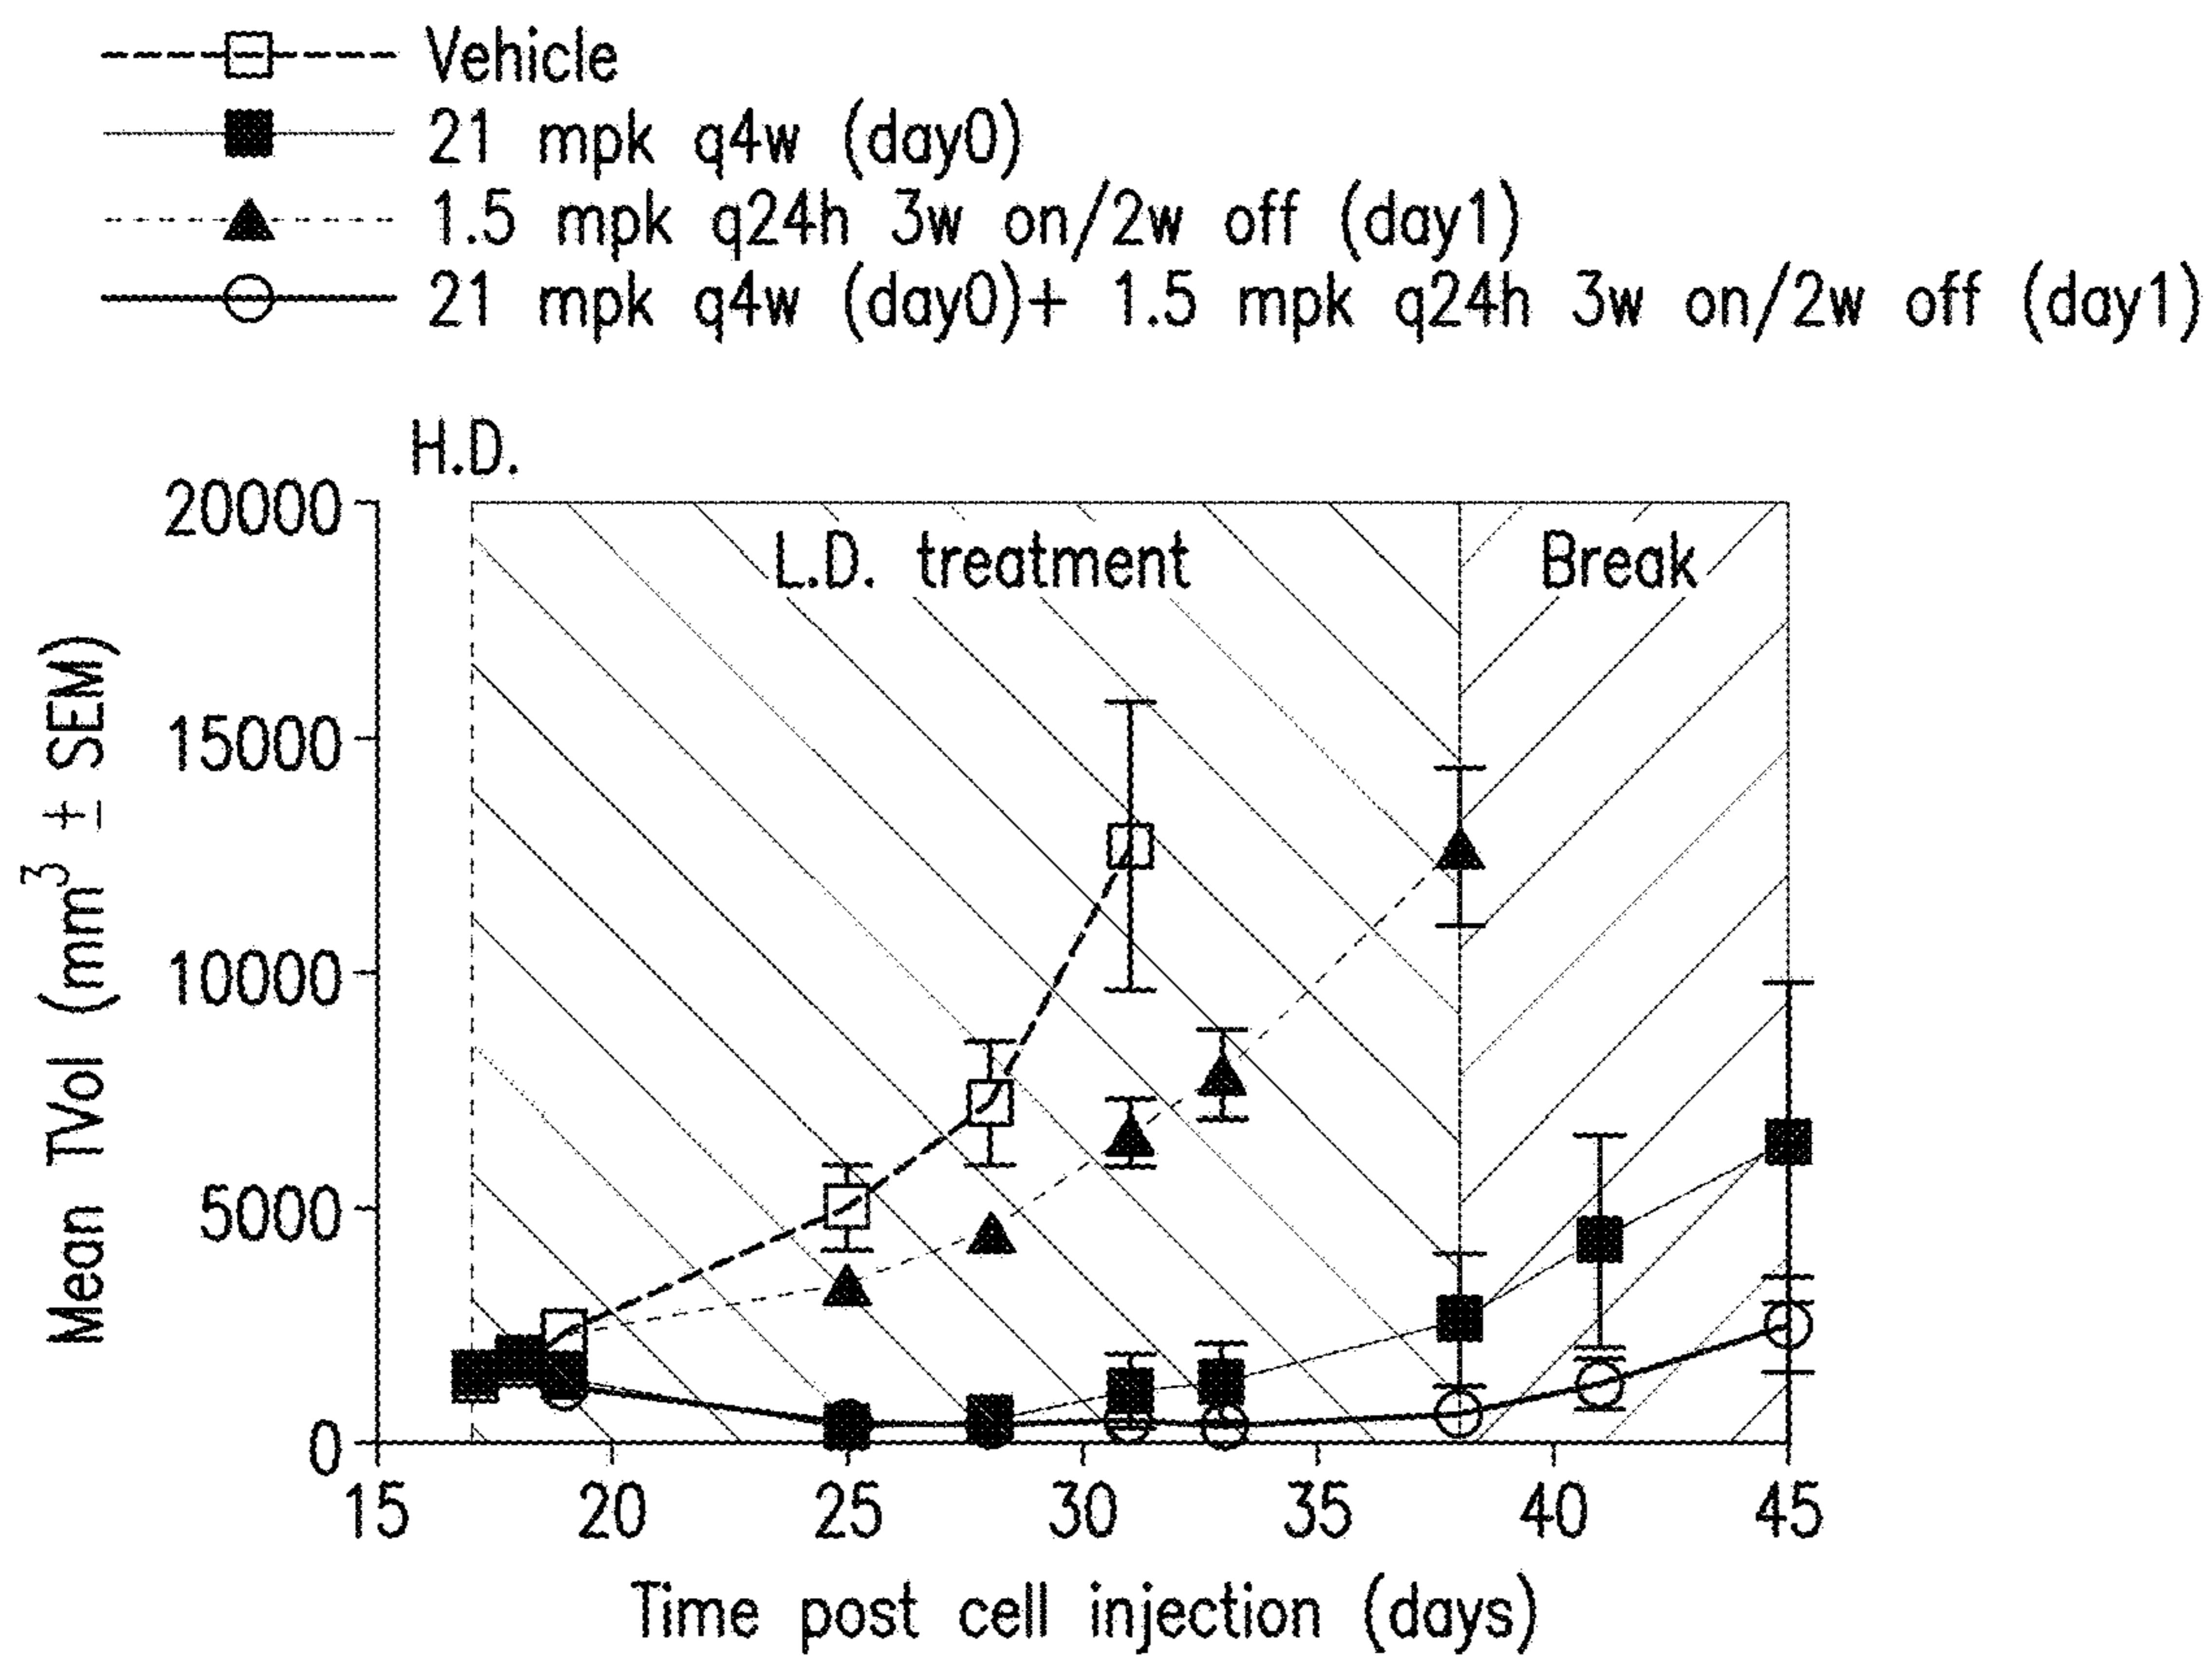 Vehicle
21 mpk q4w (day0)
1.5 mpk q24h 3w on/2w off (day1)
21 mpk q4w (day0)+ 1.5 mpk q24h 3w on/2w off (day1)
H.D.
L.D. treatment
Break
20000
15000
10000
5000
0
Mean TVol (mm³ ± SEM)
15 20 25 30 35 40 45
Time post cell injection (days)